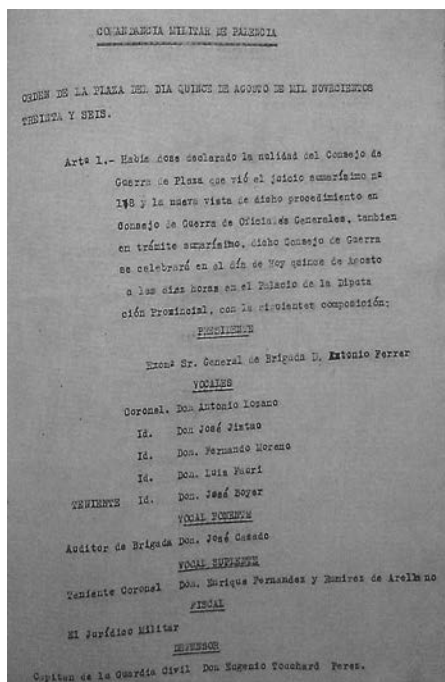 COMANDANCIA MILITAR DE PALENCIA
ORDEN DE LA PLAZA DEL DIA QUINCE DE AGOSTO DE MIL NOVECIENTOS
TREINTA Y SEIS.
Artº 1.- Habiendose declarado la nulidad del Consejo de
Guerra de Plaza que vió el juicio sumarísimo nº
178 y la nueva vista de dicho procedimiento en
Consejo de Guerra de Oficiales Generales, tambien
en trámite sumarísimo, dicho Consejo de Guerra
se celebrará en el día de Hoy quince de Agosto
a las diez horas en el Palacio de la Diputa
ción Provincial, con la siguiente composición:
PRESIDENTE
Excmº Sr. General de Brigada D. Antonio Ferrer
VOCALES
Coronel. Don Antonio Lozano
Id. Don José
Id. Don. Fernando Moreno
Id. Don. Luis
TENIENTE Id. Don. José Boyer
VOCAL PONENTE
Auditor de Brigada Don. José Casado
VOCAL SUPLENTE
Teniente Coronel Don. Enrique Fernandez y Ramirez de Arellano
FISCAL
El Jurídico Militar
DEFENSOR
Capitan de la Guardia Civil Don Eugenio Touchard Perez.